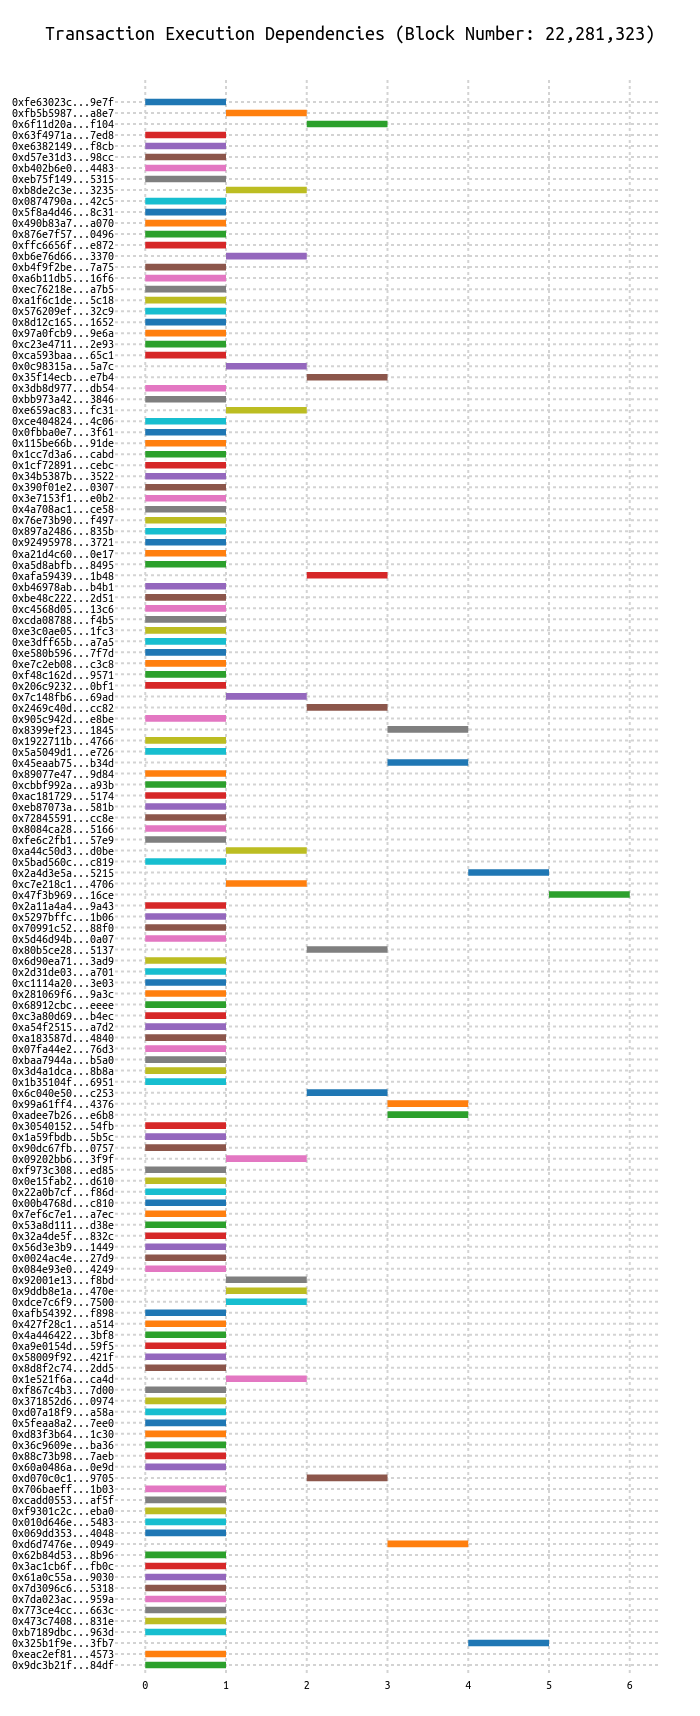 Transaction Execution Dependencies (Block Number: 22,281,323)
0xfe63023c...9e7f
0xfb5b5987...a8e7
0x6f11d20a...f104
0x63f4971a...7ed8
0xe6382149...f8cb
0xd57e31d3...98cc
0xb402b6e0...4483
0xeb75f149...5315
0xb8de2c3e...3235
0x0874790a...42c5
0x5f8a4d46...8c31
0x490b83a7...a070
0x876e7f57...0496
0xffc6656f...e872
0xb6e76d66...3370
0xb4f9f2be...7a75
0xa6b11db5...16f6
0xec76218e...a7b5
0xa1f6c1de...5c18
0x576209ef...32c9
0x8d12c165...1652
0x97a0fcb9...9e6a
0xc23e4711...2e93
0xca593baa...65c1
0x0c98315a...5a7c
0x35f14ecb...e7b4
0x3db8d977...db54
0xbb973a42...3846
0xe659ac83...fc31
0xce404824...4c06
0x0fbba0e7...3f61
0x115be66b...91de
0x1cc7d3a6...cabd
0x1cf72891...cebc
0x34b5387b...3522
0x390f01e2...0307
0x3e7153f1...e0b2
0x4a708ac1...ce58
0x76e73b90...f497
0x897a2486...835b
0x92495978...3721
0xa21d4c60...0e17
0xa5d8abfb...8495
0xafa59439...1b48
0xb46978ab...b4b1
0xbe48c222...2d51
0xc4568d05...13c6
0xcda08788...f4b5
0xe3c0ae05...1fc3
0xe3dff65b...a7a5
0xe580b596...7f7d
0xe7c2eb08...c3c8
0xf48c162d...9571
0x206c9232...0bf1
0x7c148fb6...69ad
0x2469c40d...cc82
0x905c942d...e8be
0x8399ef23...1845
0x1922711b...4766
0x5a5049d1...e726
0x45eaab75...b34d
0x89077e47...9d84
0xcbbf992a...a93b
0xac181729...5174
0xeb87073a...581b
0x72845591...cc8e
0x8084ca28...5166
0xfe6c2fb1...57e9
0xa44c50d3...d0be
0x5bad560c...c819
0x2a4d3e5a...5215
0xc7e218c1...4706
0x47f3b969...16ce
0x2a11a4a4...9a43
0x5297bffc...1b06
0x70991c52...88f0
0x5d46d94b...0a07
0x80b5ce28...5137
0x6d90ea71...3ad9
0x2d31de03...a701
0xc1114a20...3e03
0x281069f6...9a3c
0x68912cbc...eeee
0xc3a80d69...b4ec
0xa54f2515...a7d2
0xa183587d...4840
0x07fa44e2...76d3
0xbaa7944a...b5a0
0x3d4a1dca...8b8a
0x1b35104f...6951
0x6c040e50...c253
0x99a61ff4...4376
0xadee7b26...e6b8
0x30540152...54fb
0x1a59fbdb...5b5c
0x90dc67fb...0757
0x09202bb6...3f9f
0xf973c308...ed85
0x0e15fab2...d610
0x22a0b7cf...f86d
0x00b4768d...c810
0x7ef6c7e1...a7ec
0x53a8d111...d38e
0x32a4de5f...832c
0x56d3e3b9...1449
0x0024ac4e...27d9
0x084e93e0...4249
0x92001e13...f8bd
0x9ddb8e1a...470e
0xdce7c6f9...7500
0xafb54392...f898
0x427f28c1...a514
0x4a446422...3bf8
0xa9e0154d...59f5
0x58009f92...421f
0x8d8f2c74...2dd5
0x1e521f6a...ca4d
0xf867c4b3...7d00
0x371852d6...0974
0xd07a18f9...a58a
0x5feaa8a2...7ee0
0xd83f3b64...1c30
0x36c9609e...ba36
0x88c73b98...7aeb
0x60a0486a...0e9d
0xd070c0c1...9705
0x706baeff...1b03
0xcadd0553...af5f
0xf9301c2c...eba0
0x010d646e...5483
0x069dd353...4048
0xd6d7476e...0949
0x62b84d53...8b96
0x3ac1cb6f...fb0c
0x61a0c55a...9030
0x7d3096c6...5318
0x7da023ac...959a
0x773ce4cc...663c
0x473c7408...831e
0xb7189dbc...963d
0x325b1f9e...3fb7
0xeac2ef81...4573
0x9dc3b21f...84df
0 1 2 3 4 5 6